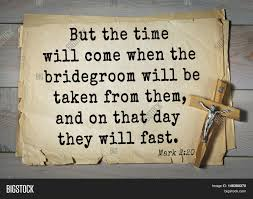 But the time
will come when the
bridegroom will be
taken from them,
and on that day
they will fast.
Mark 2:20
BIGSTOCK